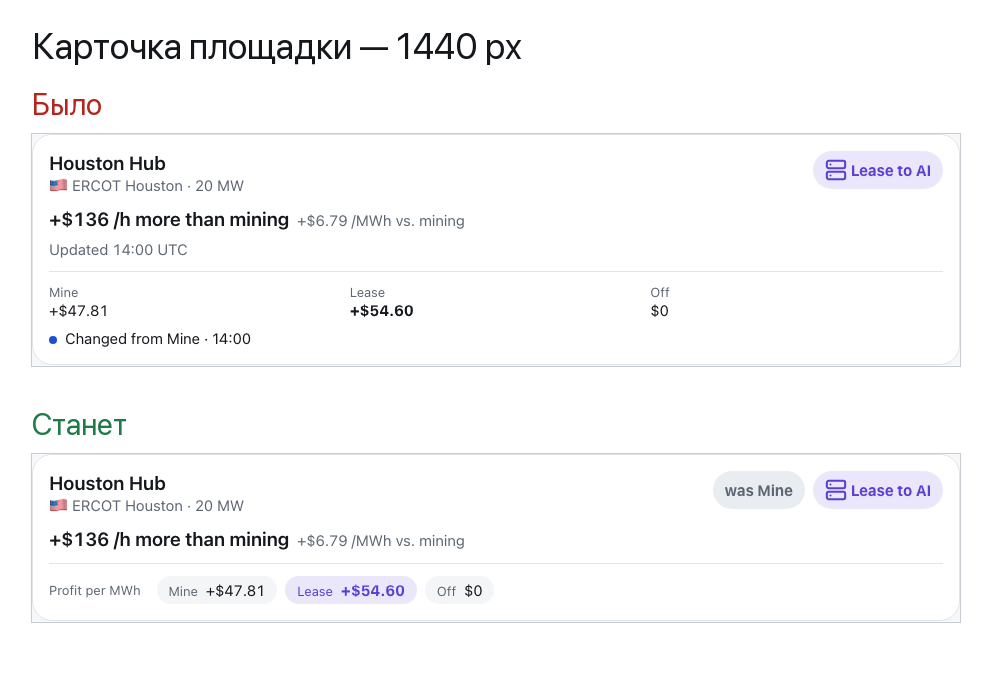 Карточка площадки — 1440 px
Было
Houston Hub
Lease to AI
🇺🇸 ERCOT Houston · 20 MW
+$136 /h more than mining +$6.79 /MWh vs. mining
Updated 14:00 UTC
Mine Lease Off
+$47.81 +$54.60 $0
Changed from Mine · 14:00
Станет
Houston Hub
was Mine Lease to AI
🇺🇸 ERCOT Houston · 20 MW
+$136 /h more than mining +$6.79 /MWh vs. mining
Profit per MWh Mine +$47.81 Lease +$54.60 Off $0